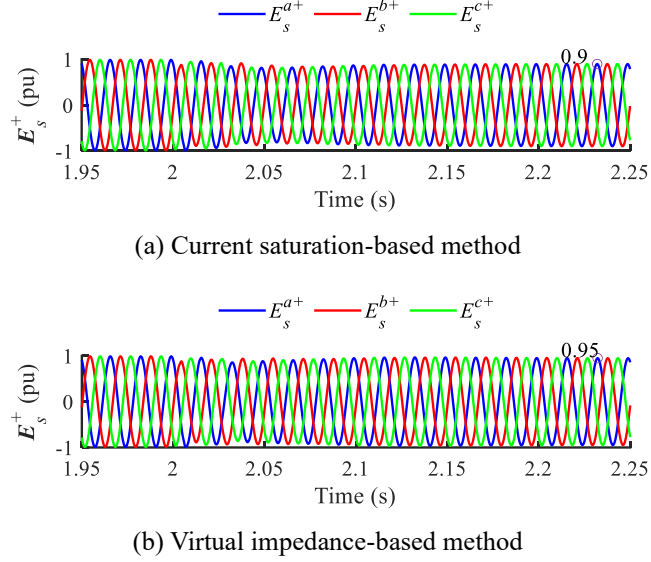 E_s^{a+} E_s^{b+} E_s^{c+}
0.9
1
0
-1
E_s^+ (pu)
1.95 2 2.05 2.1 2.15 2.2 2.25
Time (s)
(a) Current saturation-based method
E_s^{a+} E_s^{b+} E_s^{c+}
0.95
1
0
-1
E_s^+ (pu)
1.95 2 2.05 2.1 2.15 2.2 2.25
Time (s)
(b) Virtual impedance-based method